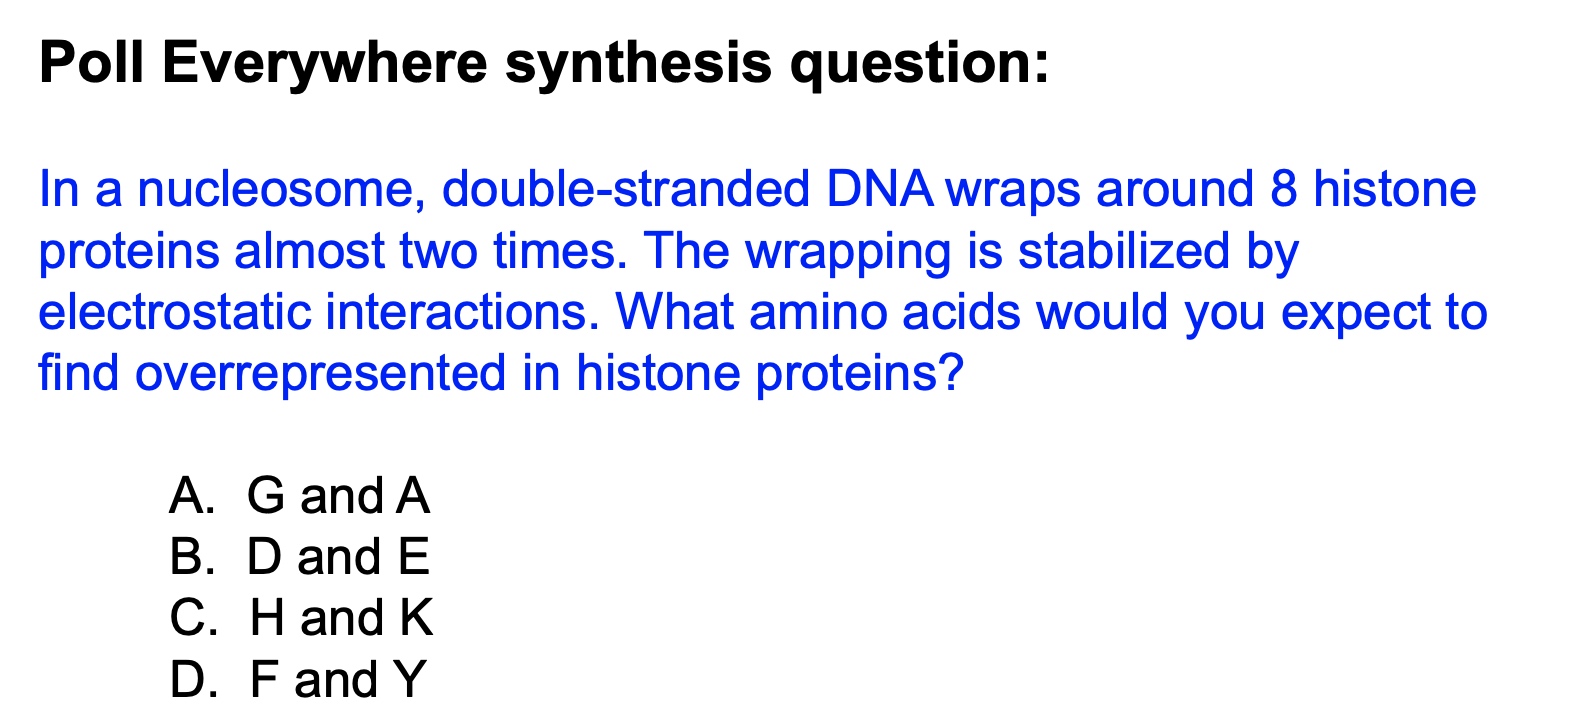 Poll Everywhere synthesis question:
In a nucleosome, double-stranded DNA wraps around 8 histone
proteins almost two times. The wrapping is stabilized by
electrostatic interactions. What amino acids would you expect to
find overrepresented in histone proteins?
A. G and A
B. D and E
C. H and K
D. F and Y